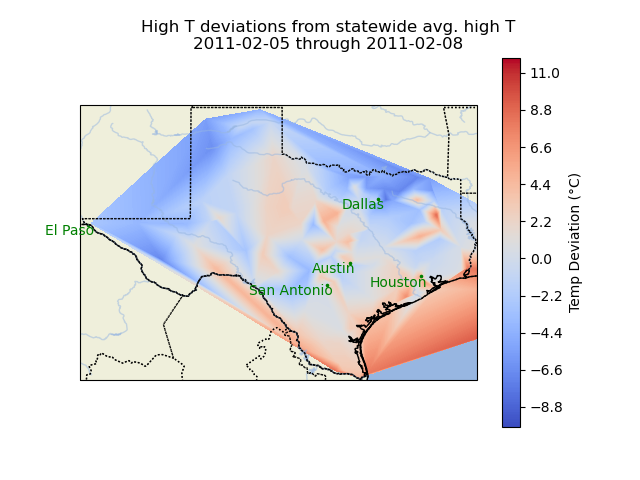 High T deviations from statewide avg. high T
2011-02-05 through 2011-02-08
11.0
8.8
6.6
4.4
2.2
0.0
−2.2
−4.4
−6.6
−8.8
Temp Deviation (°C)
Dallas
El Paso
Austin
Houston
San Antonio